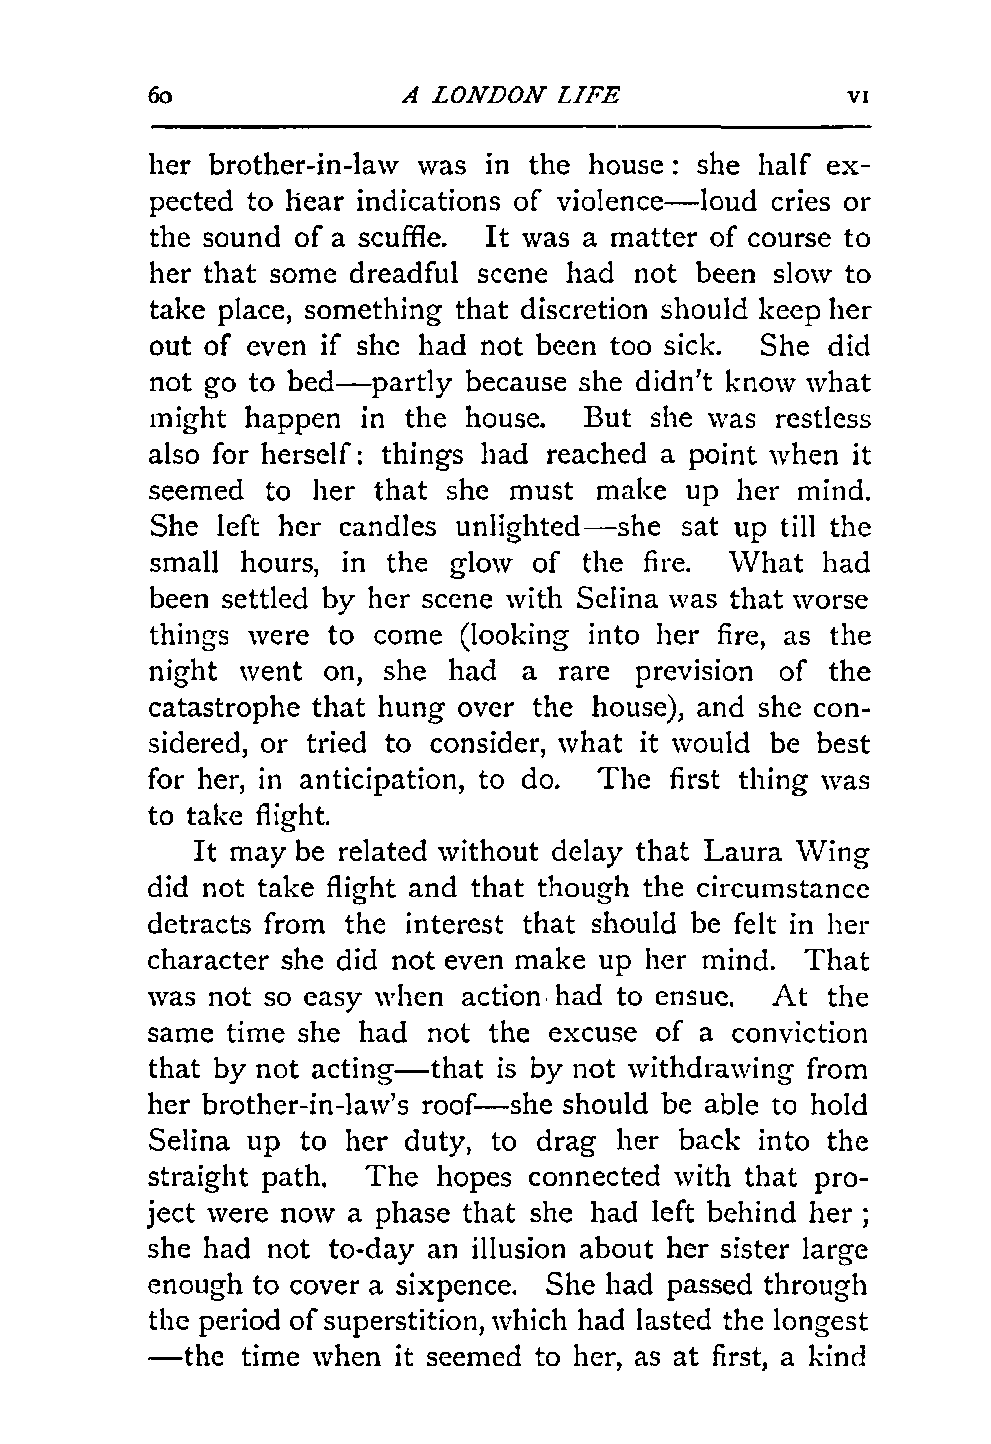 60 A LONDON LIFE VI
her brother-in-law was in the house : she half ex-
pected to hear indications of violence—loud cries or
the sound of a scuffle. It was a matter of course to
her that some dreadful scene had not been slow to
take place, something that discretion should keep her
out of even if she had not been too sick. She did
not go to bed—partly because she didn't know what
might happen in the house. But she was restless
also for herself : things had reached a point when it
seemed to her that she must make up her mind.
She left her candles unlighted—she sat up till the
small hours, in the glow of the fire. What had
been settled by her scene with Selina was that worse
things were to come (looking into her fire, as the
night went on, she had a rare prevision of the
catastrophe that hung over the house), and she con-
sidered, or tried to consider, what it would be best
for her, in anticipation, to do. The first thing was
to take flight.
It may be related without delay that Laura Wing
did not take flight and that though the circumstance
detracts from the interest that should be felt in her
character she did not even make up her mind. That
was not so easy when action had to ensue. At the
same time she had not the excuse of a conviction
that by not acting—that is by not withdrawing from
her brother-in-law's roof—she should be able to hold
Selina up to her duty, to drag her back into the
straight path. The hopes connected with that pro-
ject were now a phase that she had left behind her ;
she had not to-day an illusion about her sister large
enough to cover a sixpence. She had passed through
the period of superstition, which had lasted the longest
—the time when it seemed to her, as at first, a kind